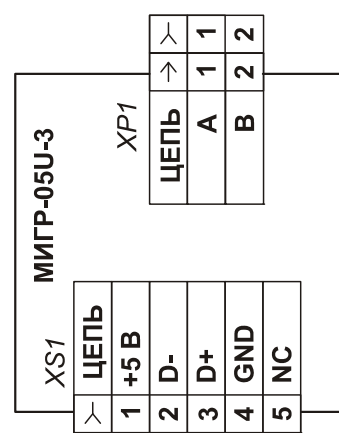 МИГР-05U-3
XS1
ЦЕПЬ
1 +5 В
2 D-
3 D+
4 GND
5 NC
XP1
ЦЕПЬ
A 1 1
B 2 2